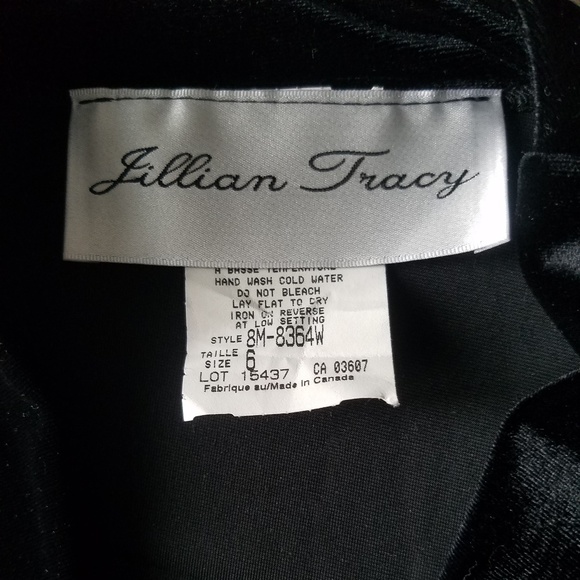 Jillian Tracy
A BASSE TEMPERATURE
HAND WASH COLD WATER
DO NOT BLEACH
LAY FLAT TO DRY
IRON ON REVERSE
AT LOW SETTING
STYLE 8M-8364W
TAILLE
SIZE 6
LOT 15437 CA 03607
Fabriqué au/Made in Canada